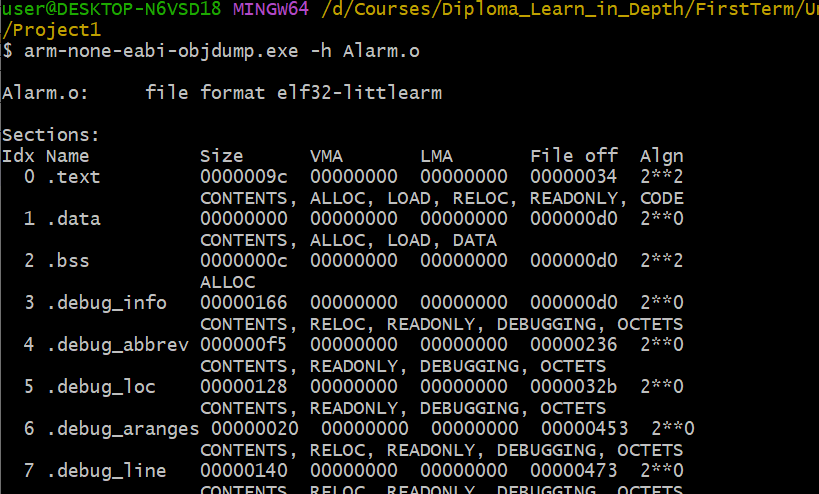 user@DESKTOP-N6VSD18 MINGW64 /d/Courses/Diploma_Learn_in_Depth/FirstTerm/
/Project1
$ arm-none-eabi-objdump.exe -h Alarm.o
Alarm.o:     file format elf32-littlearm
Sections:
Idx Name          Size      VMA       LMA       File off  Algn
  0 .text         0000009c  00000000  00000000  00000034  2**2
                  CONTENTS, ALLOC, LOAD, RELOC, READONLY, CODE
  1 .data         00000000  00000000  00000000  000000d0  2**0
                  CONTENTS, ALLOC, LOAD, DATA
  2 .bss          0000000c  00000000  00000000  000000d0  2**2
                  ALLOC
  3 .debug_info   00000166  00000000  00000000  000000d0  2**0
                  CONTENTS, RELOC, READONLY, DEBUGGING, OCTETS
  4 .debug_abbrev 000000f5  00000000  00000000  00000236  2**0
                  CONTENTS, READONLY, DEBUGGING, OCTETS
  5 .debug_loc    00000128  00000000  00000000  0000032b  2**0
                  CONTENTS, READONLY, DEBUGGING, OCTETS
  6 .debug_aranges 00000020  00000000  00000000  00000453  2**0
                  CONTENTS, RELOC, READONLY, DEBUGGING, OCTETS
  7 .debug_line   00000140  00000000  00000000  00000473  2**0
                  CONTENTS, RELOC, READONLY, DEBUGGING, OCTETS